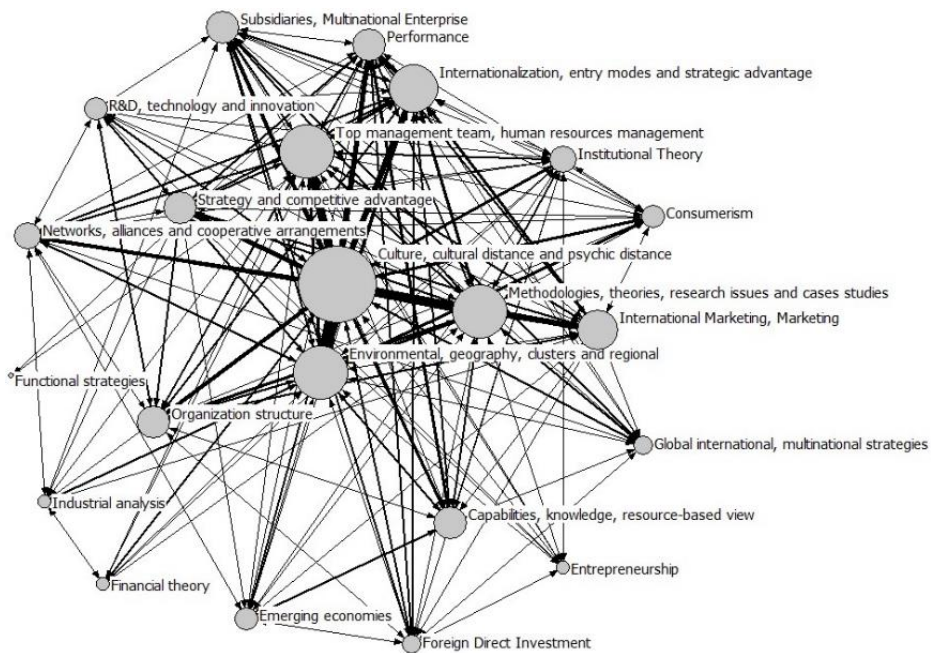 Subsidiaries, Multinational Enterprise
Performance
Internationalization, entry modes and strategic advantage
R&D, technology and innovation
Top management team, human resources management
Institutional Theory
Strategy and competitive advantage
Consumerism
Networks, alliances and cooperative arrangements
Culture, cultural distance and psychic distance
Methodologies, theories, research issues and cases studies
International Marketing, Marketing
Environmental, geography, clusters and regional
Functional strategies
Organization structure
Global international, multinational strategies
Industrial analysis
Capabilities, knowledge, resource-based view
Entrepreneurship
Financial theory
Emerging economies
Foreign Direct Investment